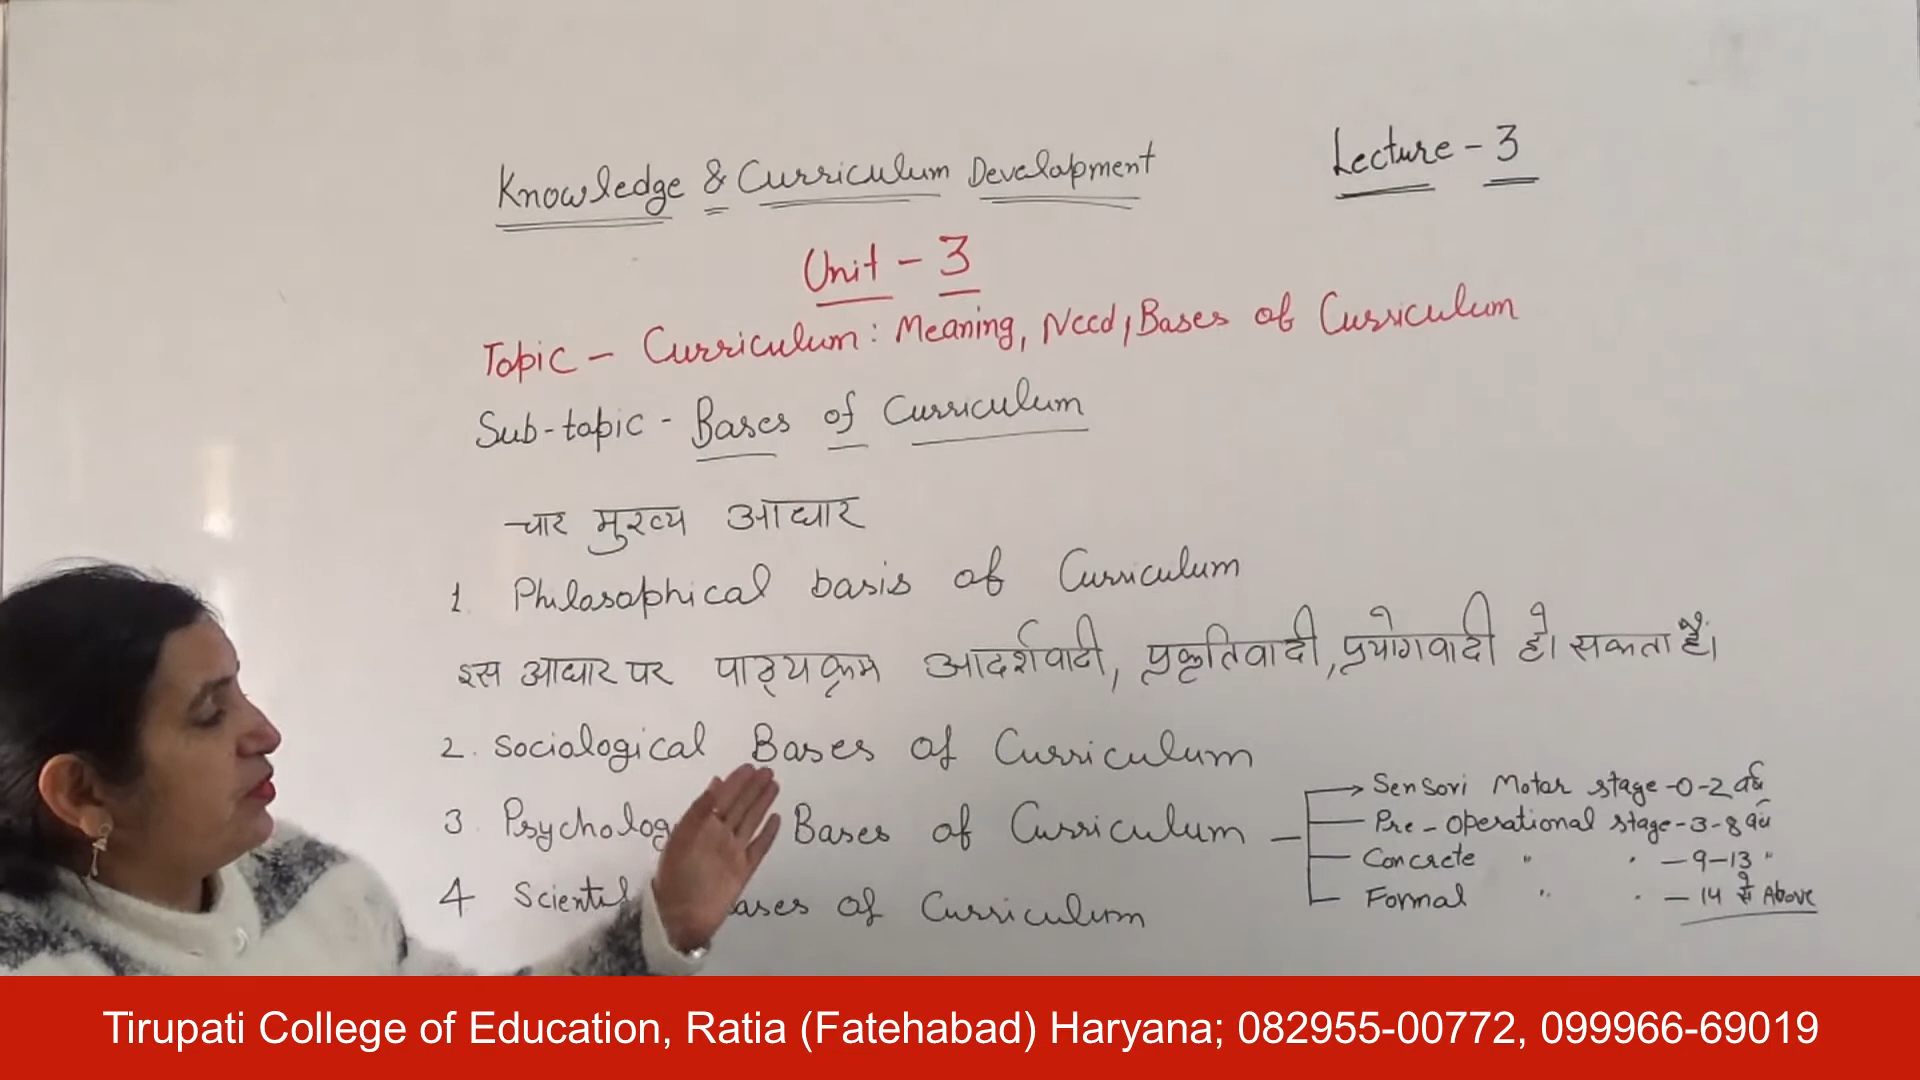 Knowledge & Curriculum Development
Lecture - 3
Unit - 3
Topic - Curriculum: Meaning, Need, Bases of Curriculum
Sub-topic - Bases of Curriculum
चार मुख्य आधार
1. Philosophical basis of Curriculum
इस आधार पर पाठ्यक्रम आदर्शवादी, प्रकृतिवादी, प्रयोगवादी हो सकता है।
2. Sociological Bases of Curriculum
3 Bases of Curriculum
4 of Curriculum
Sensori Motor stage -0-2 वर्ष
Pre-Operational stage-3-8 वर्ष
Concrete " " - 9-13 "
Formal " " - 14 से Above
Tirupati College of Education, Ratia (Fatehabad) Haryana; 082955-00772, 099966-69019